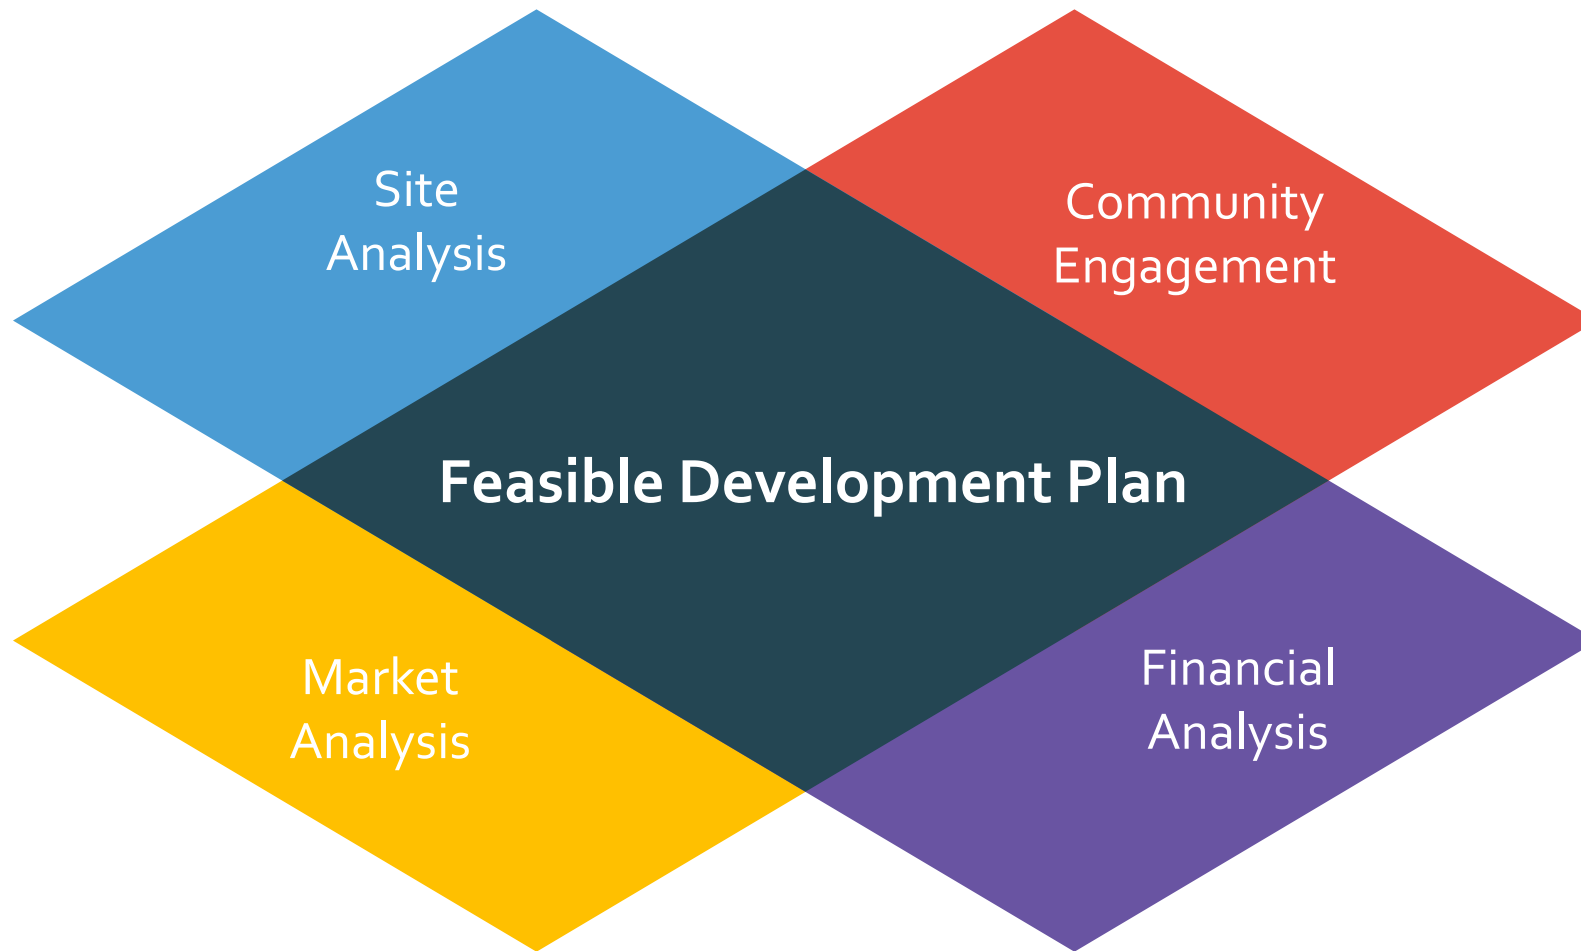 Site
Analysis
Community
Engagement
Feasible Development Plan
Market
Analysis
Financial
Analysis